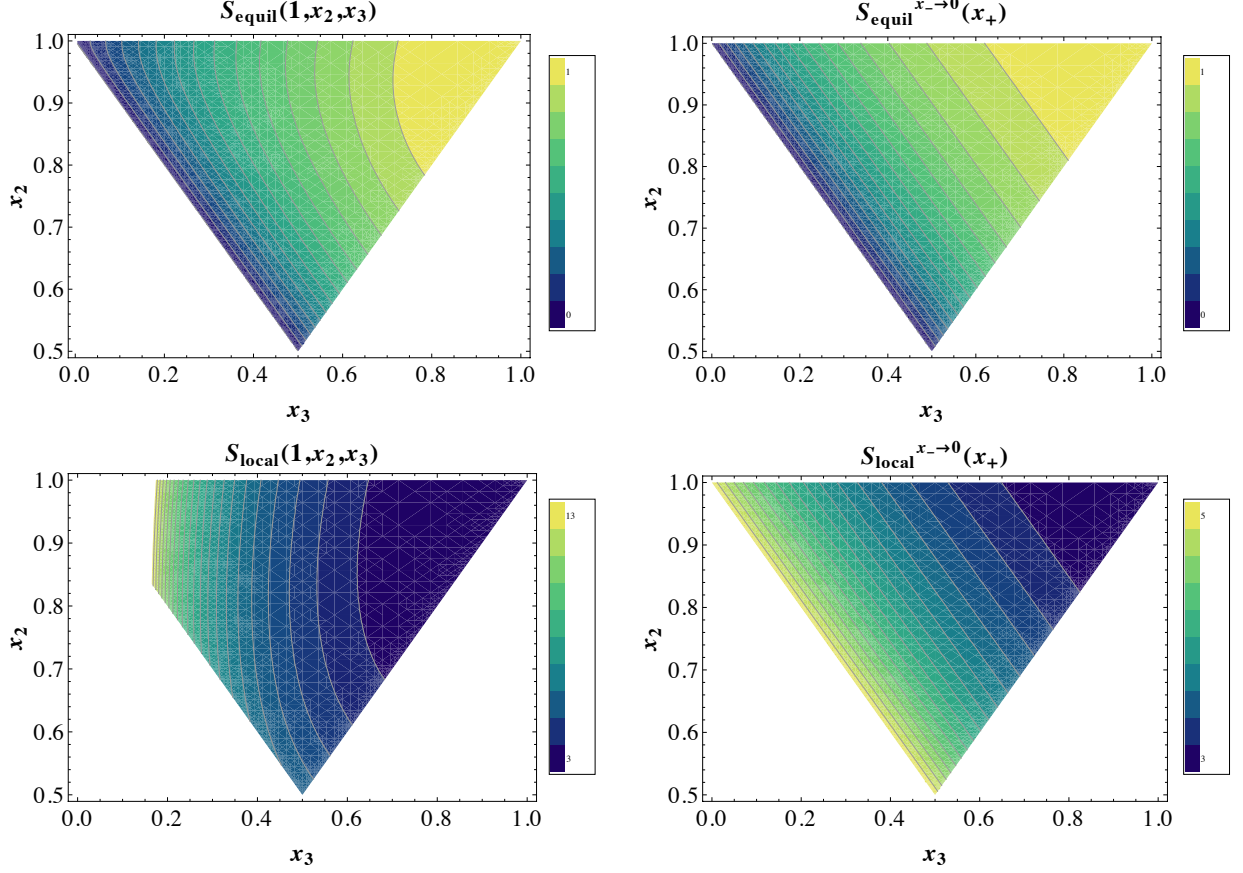 S_equil(1,x_2,x_3)
1.0
0.9
0.8
0.7
0.6
0.5
x_2
0.0 0.2 0.4 0.6 0.8 1.0
x_3
1
0
S_equil^{x_-→0}(x_+)
1.0
0.9
0.8
0.7
0.6
0.5
x_2
0.0 0.2 0.4 0.6 0.8 1.0
x_3
1
0
S_local(1,x_2,x_3)
1.0
0.9
0.8
0.7
0.6
0.5
x_2
0.0 0.2 0.4 0.6 0.8 1.0
x_3
13
3
S_local^{x_-→0}(x_+)
1.0
0.9
0.8
0.7
0.6
0.5
x_2
0.0 0.2 0.4 0.6 0.8 1.0
x_3
5
3